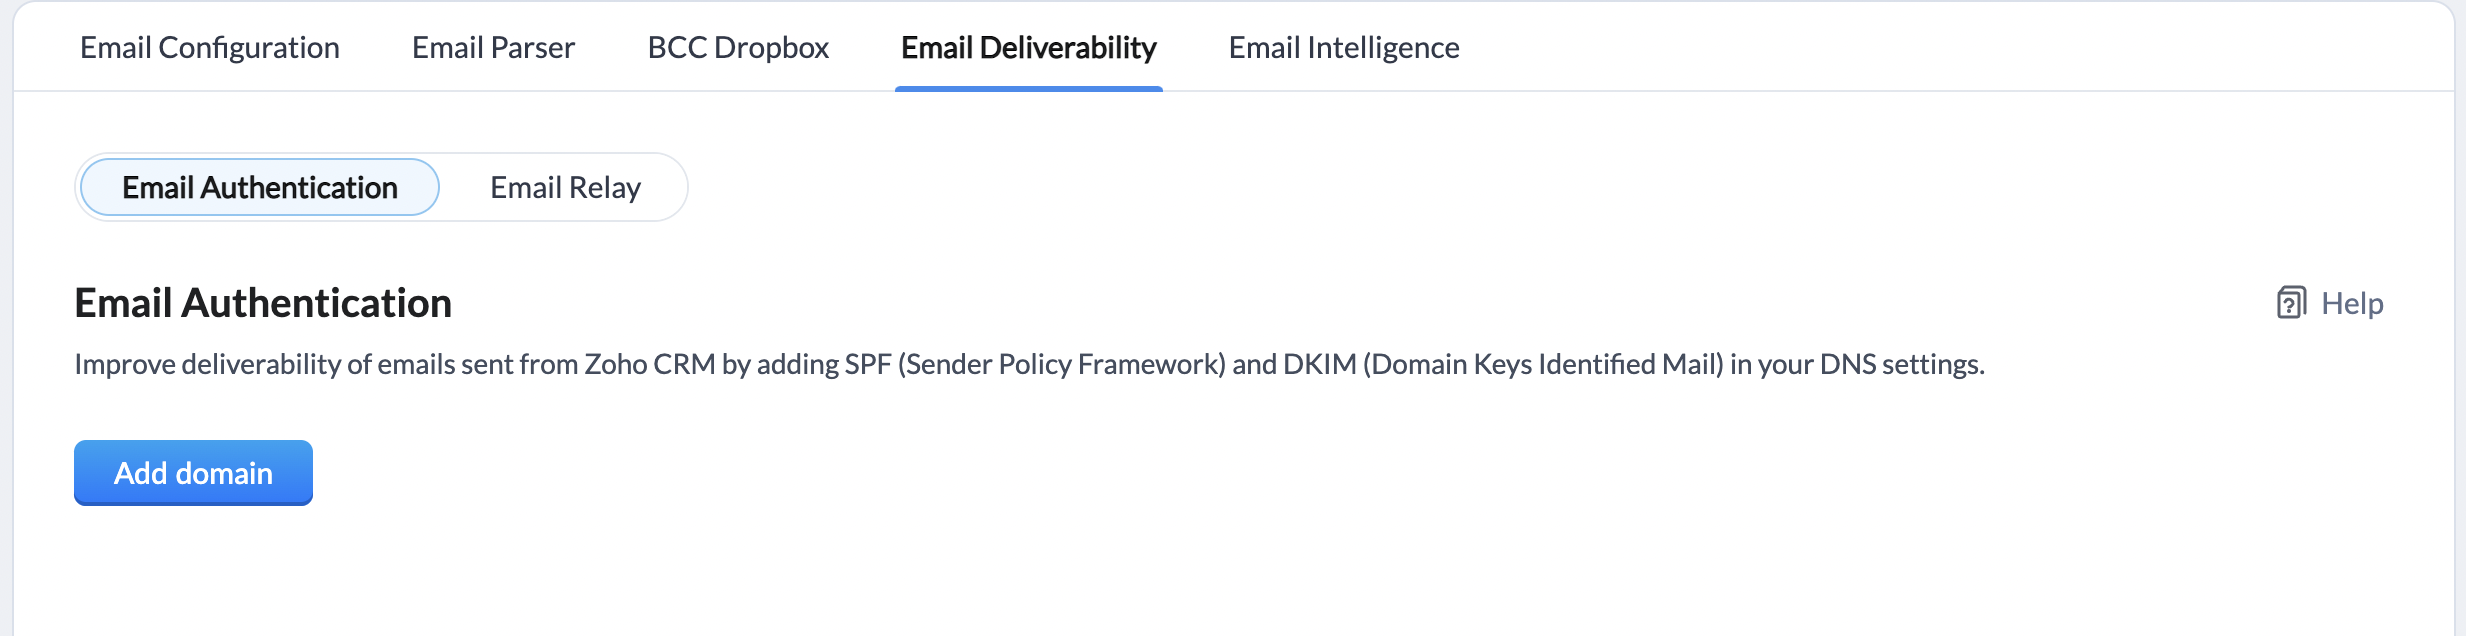 Email Configuration Email Parser BCC Dropbox Email Deliverability Email Intelligence
Email Authentication Email Relay
Email Authentication Help
Improve deliverability of emails sent from Zoho CRM by adding SPF (Sender Policy Framework) and DKIM (Domain Keys Identified Mail) in your DNS settings.
Add domain